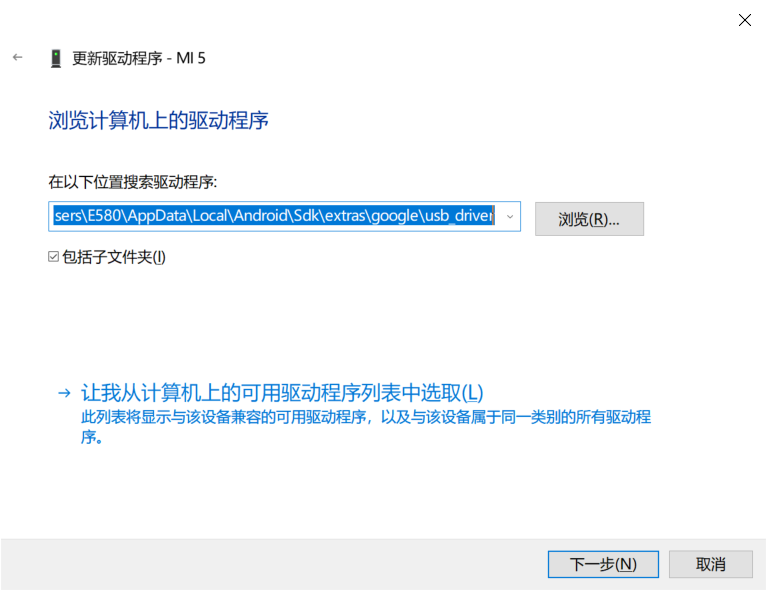 更新驱动程序 - MI 5
浏览计算机上的驱动程序
在以下位置搜索驱动程序:
sers\E580\AppData\Local\Android\Sdk\extras\google\usb_driver
浏览(R)...
包括子文件夹(I)
让我从计算机上的可用驱动程序列表中选取(L)
此列表将显示与该设备兼容的可用驱动程序，以及与该设备属于同一类别的所有驱动程
序。
下一步(N)
取消